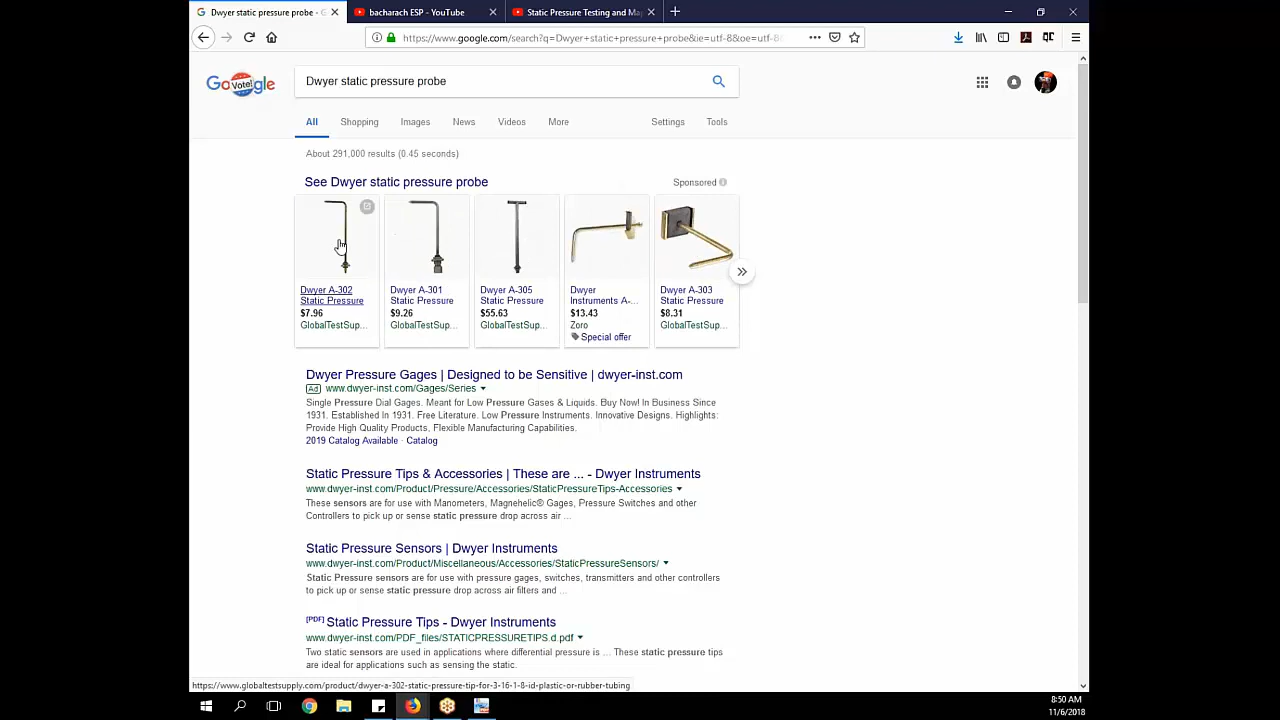 Dwyer static pressure probe - G
bacharach ESP - YouTube
Static Pressure Testing and Ma
https://www.google.com/search?q=Dwyer+static+pressure+probe&ie=utf-8&oe=utf-8&
Google
Vote!
Dwyer static pressure probe
All
Shopping
Images
News
Videos
More
Settings
Tools
About 291,000 results (0.45 seconds)
See Dwyer static pressure probe
Sponsored
Dwyer A-302
Static Pressure
$7.96
GlobalTestSup...
Dwyer A-301
Static Pressure
$9.26
GlobalTestSup...
Dwyer A-305
Static Pressure
$55.63
GlobalTestSup...
Dwyer
Instruments A-...
$13.43
Zoro
Special offer
Dwyer A-303
Static Pressure
$8.31
GlobalTestSup...
Dwyer Pressure Gages | Designed to be Sensitive | dwyer-inst.com
Ad www.dwyer-inst.com/Gages/Series
Single Pressure Dial Gages. Meant for Low Pressure Gases & Liquids. Buy Now! In Business Since
1931. Established In 1931. Free Literature. Low Pressure Instruments. Innovative Designs. Highlights:
Provide High Quality Products, Flexible Manufacturing Capabilities.
2019 Catalog Available · Catalog
Static Pressure Tips & Accessories | These are ... - Dwyer Instruments
www.dwyer-inst.com/Product/Pressure/Accessories/StaticPressureTips-Accessories
These sensors are for use with Manometers, Magnehelic® Gages, Pressure Switches and other
Controllers to pick up or sense static pressure drop across air ...
Static Pressure Sensors | Dwyer Instruments
www.dwyer-inst.com/Product/Miscellaneous/Accessories/StaticPressureSensors/
Static Pressure sensors are for use with pressure gages, switches, transmitters and other controllers
to pick up or sense static pressure drop across air filters and ...
[PDF] Static Pressure Tips - Dwyer Instruments
www.dwyer-inst.com/PDF_files/STATICPRESSURETIPS.d.pdf
Two static sensors are used in applications where differential pressure is ... These static pressure tips
are ideal for applications such as sensing the static.
https://www.globaltestsupply.com/product/dwyer-a-302-static-pressure-tip-for-3-16-1-8-id-plastic-or-rubber-tubing
8:50 AM
11/6/2018